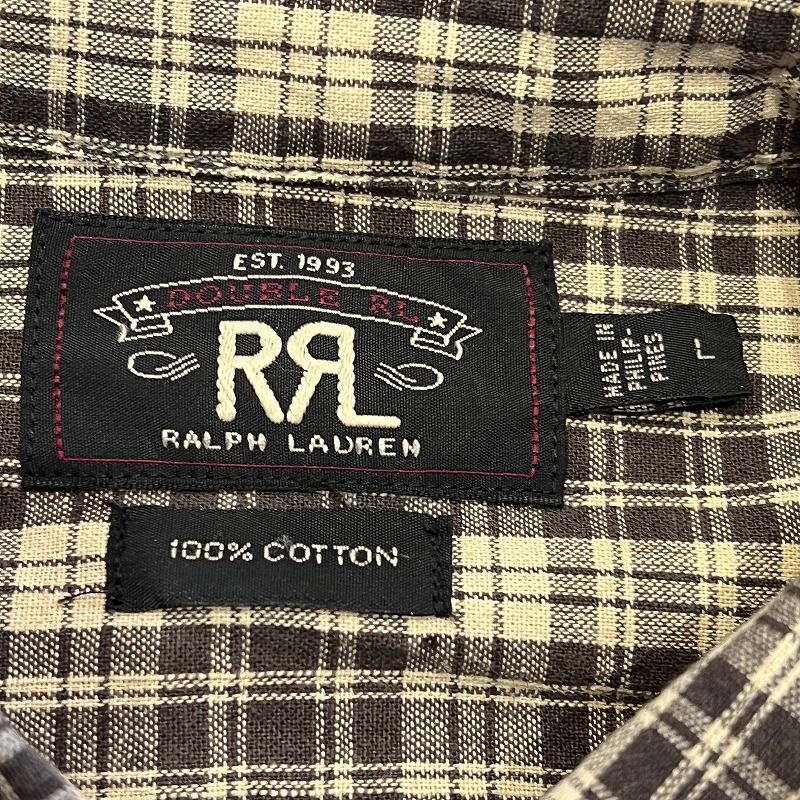 EST. 1993
DOUBLE RL
RRL
RALPH LAUREN
MADE IN
PHILIP-
PINES
L
100% COTTON